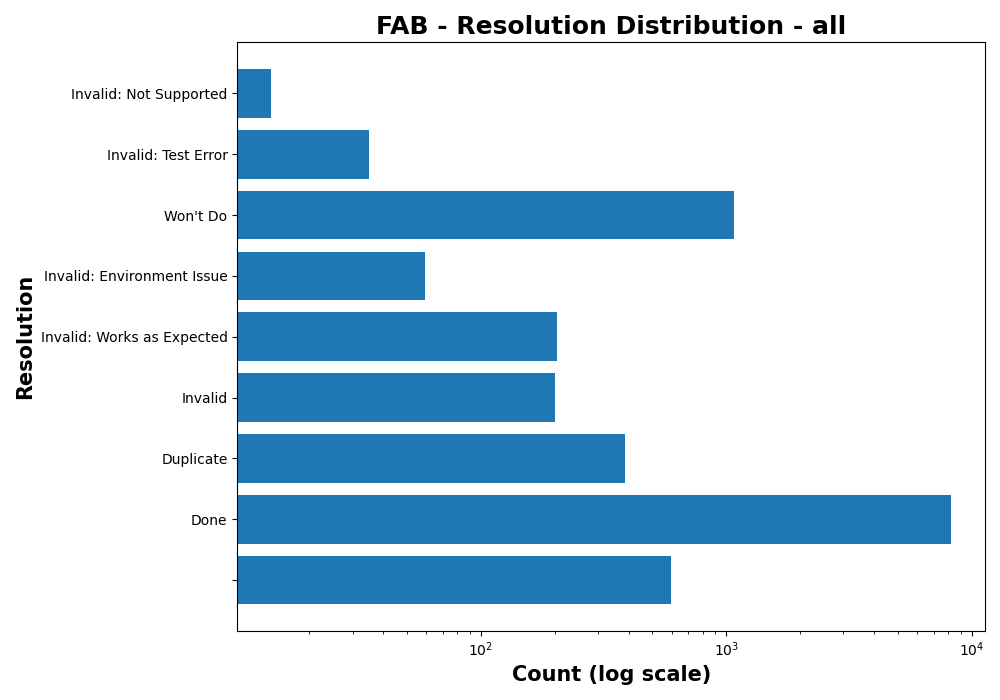 FAB - Resolution Distribution - all
Invalid: Not Supported
Invalid: Test Error
Won't Do
Invalid: Environment Issue
Invalid: Works as Expected
Invalid
Duplicate
Done
Resolution
10²
10³
10⁴
Count (log scale)